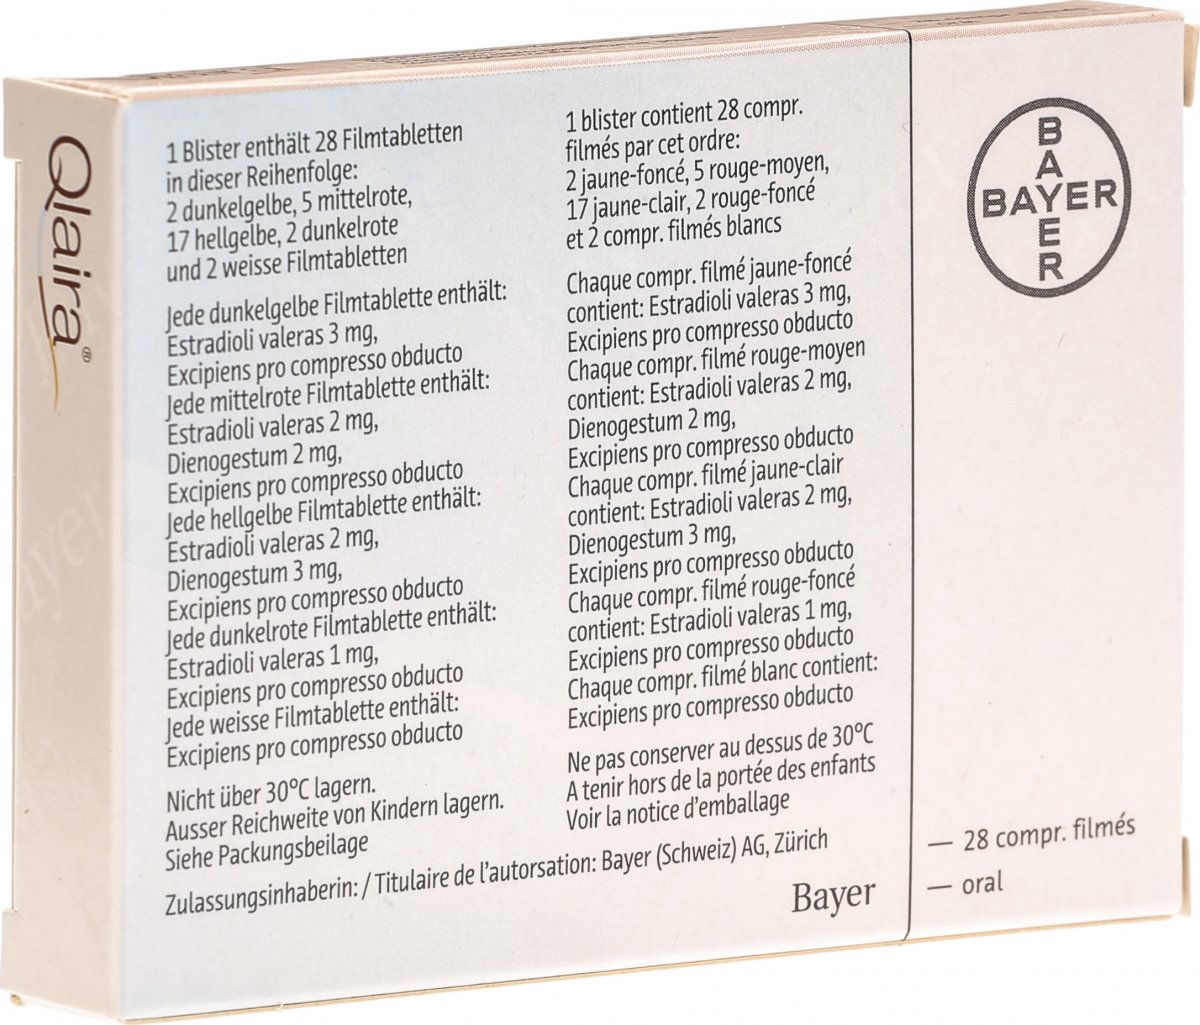 Qlaira®
1 Blister enthält 28 Filmtabletten
in dieser Reihenfolge:
2 dunkelgelbe, 5 mittelrote,
17 hellgelbe, 2 dunkelrote
und 2 weisse Filmtabletten
Jede dunkelgelbe Filmtablette enthält:
Estradioli valeras 3 mg,
Excipiens pro compresso obducto
Jede mittelrote Filmtablette enthält:
Estradioli valeras 2 mg,
Dienogestum 2 mg,
Excipiens pro compresso obducto
Jede hellgelbe Filmtablette enthält:
Estradioli valeras 2 mg,
Dienogestum 3 mg,
Excipiens pro compresso obducto
Jede dunkelrote Filmtablette enthält:
Estradioli valeras 1 mg,
Excipiens pro compresso obducto
Jede weisse Filmtablette enthält:
Excipiens pro compresso obducto
Nicht über 30°C lagern.
Ausser Reichweite von Kindern lagern.
Siehe Packungsbeilage
1 blister contient 28 compr.
filmés par cet ordre:
2 jaune-foncé, 5 rouge-moyen,
17 jaune-clair, 2 rouge-foncé
et 2 compr. filmés blancs
Chaque compr. filmé jaune-foncé
contient: Estradioli valeras 3 mg,
Excipiens pro compresso obducto
Chaque compr. filmé rouge-moyen
contient: Estradioli valeras 2 mg,
Dienogestum 2 mg,
Excipiens pro compresso obducto
Chaque compr. filmé jaune-clair
contient: Estradioli valeras 2 mg,
Dienogestum 3 mg,
Excipiens pro compresso obducto
Chaque compr. filmé rouge-foncé
contient: Estradioli valeras 1 mg,
Excipiens pro compresso obducto
Chaque compr. filmé blanc contient:
Excipiens pro compresso obducto
Ne pas conserver au dessus de 30°C
A tenir hors de la portée des enfants
Voir la notice d'emballage
Zulassungsinhaberin: / Titulaire de l'autorsation: Bayer (Schweiz) AG, Zürich
Bayer
BAYER
BAYER
— 28 compr. filmés
— oral